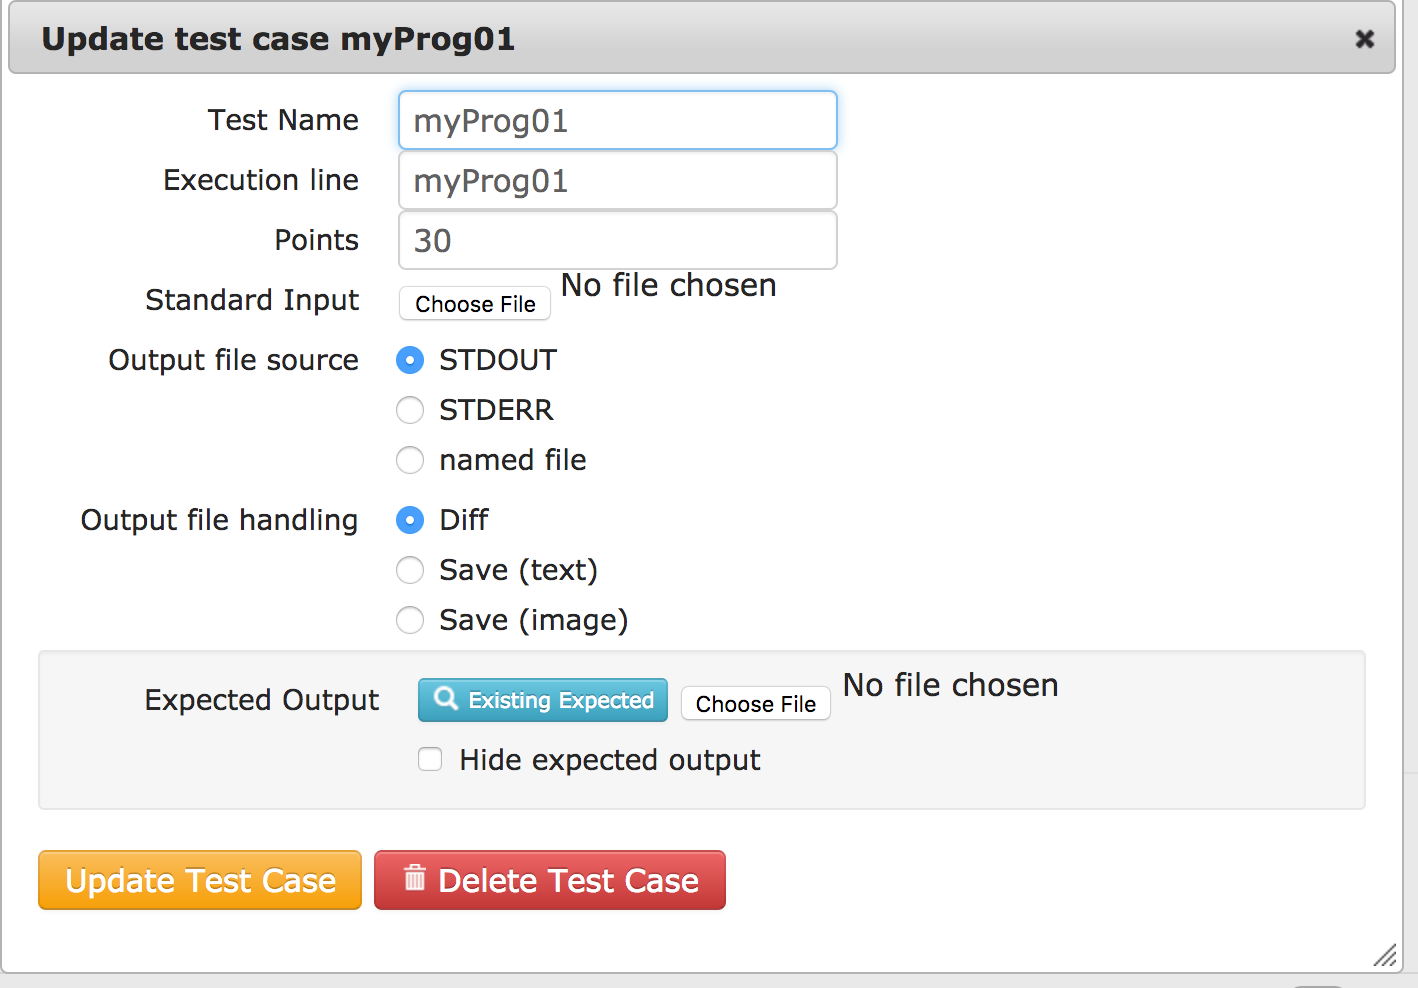 Update test case myProg01
Test Name myProg01
Execution line myProg01
Points 30
Standard Input Choose File No file chosen
Output file source STDOUT
STDERR
named file
Output file handling Diff
Save (text)
Save (image)
Expected Output Existing Expected Choose File No file chosen
Hide expected output
Update Test Case Delete Test Case